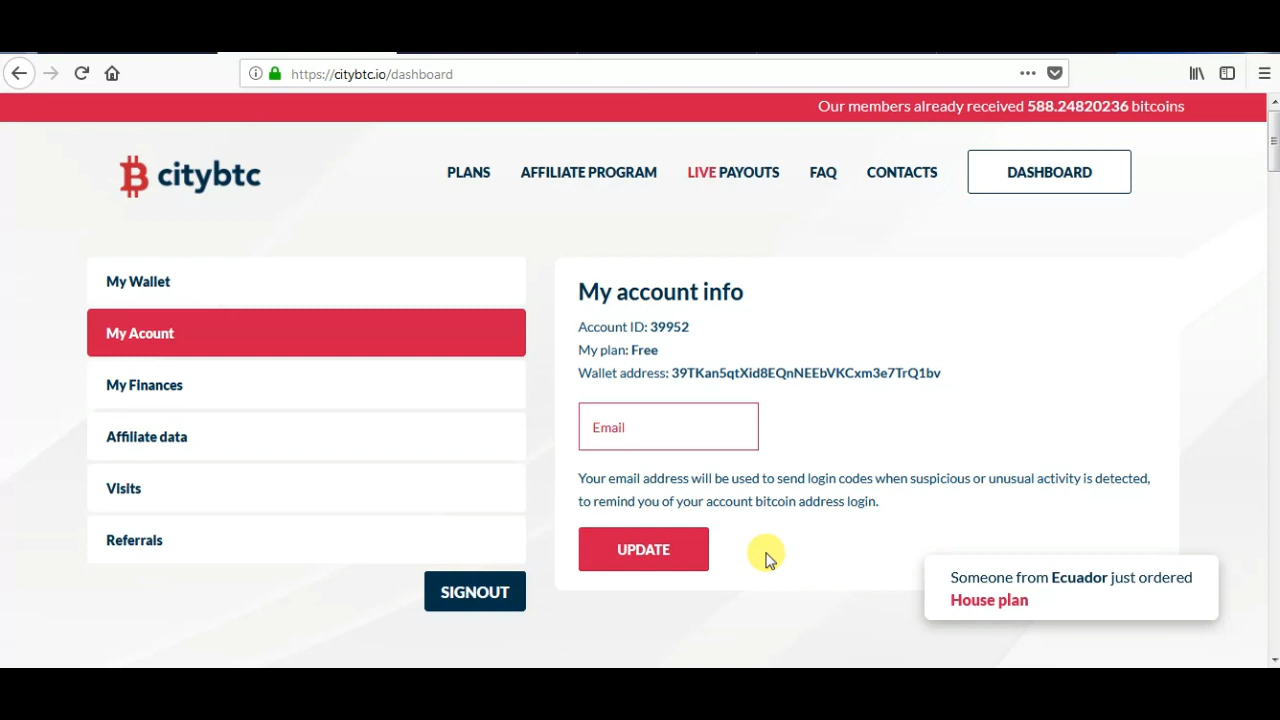 https://citybtc.io/dashboard
Our members already received 588.24820236 bitcoins
citybtc
PLANS
AFFILIATE PROGRAM
LIVE PAYOUTS
FAQ
CONTACTS
DASHBOARD
My Wallet
My Acount
My Finances
Affiliate data
Visits
Referrals
SIGNOUT
My account info
Account ID: 39952
My plan: Free
Wallet address: 39TKan5qtXid8EQnNEEbVKCxm3e7TrQ1bv
Email
Your email address will be used to send login codes when suspicious or unusual activity is detected,
to remind you of your account bitcoin address login.
UPDATE
Someone from Ecuador just ordered
House plan